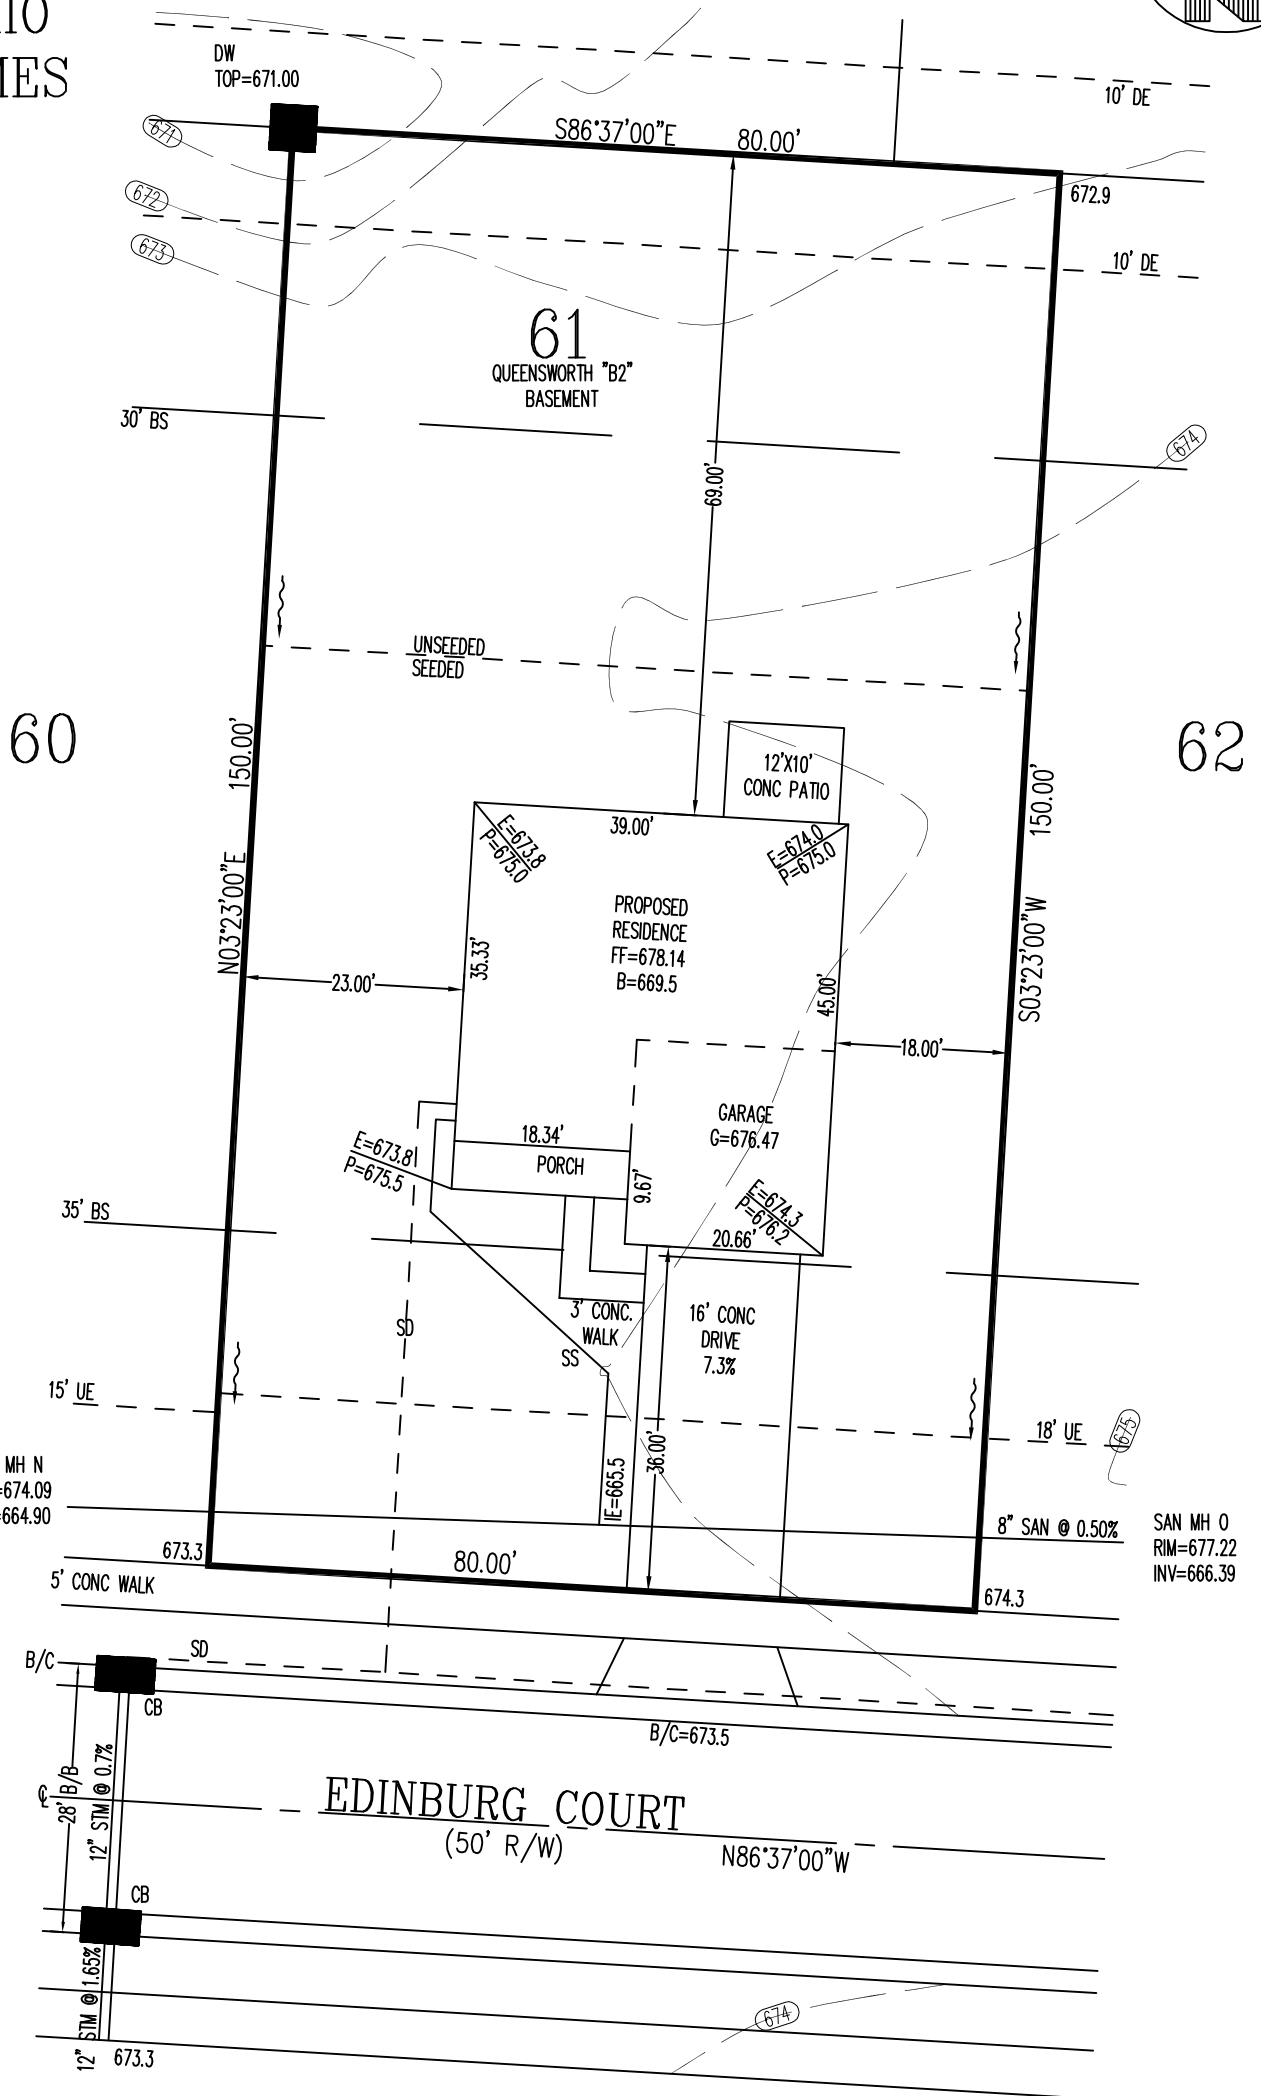 DW
TOP=671.00
10' DE
S86°37'00"E 80.00'
671
672
672.9
673
10' DE
61
QUEENSWORTH "B2"
BASEMENT
30' BS
674
69.00'
UNSEEDED
SEEDED
60
62
150.00'
N03°23'00"E
150.00'
S03°23'00"W
12'X10'
CONC PATIO
39.00'
E=673.8
P=675.0
E=674.0
P=675.0
PROPOSED
RESIDENCE
FF=678.14
B=669.5
35.33'
45.00'
23.00'
18.00'
GARAGE
G=676.47
18.34'
PORCH
E=673.8
P=675.5
9.67'
E=674.3
P=676.2
20.66'
35' BS
3' CONC.
WALK
16' CONC
DRIVE
7.3%
SD
SS
15' UE
18' UE
675
36.00'
IE=665.5
MH N
=674.09
=664.90
8" SAN @ 0.50%
SAN MH O
RIM=677.22
INV=666.39
673.3
80.00'
674.3
5' CONC WALK
B/C
SD
CB
B/C=673.5
28' B/B
12" STM @ 0.7%
℄
EDINBURG COURT
(50' R/W)
N86°37'00"W
CB
12" STM @ 1.65%
673.3
674